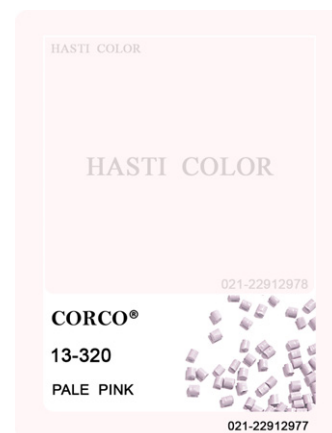 HASTI COLOR
HASTI COLOR
021-22912978
CORCO®
13-320
PALE PINK
021-22912977